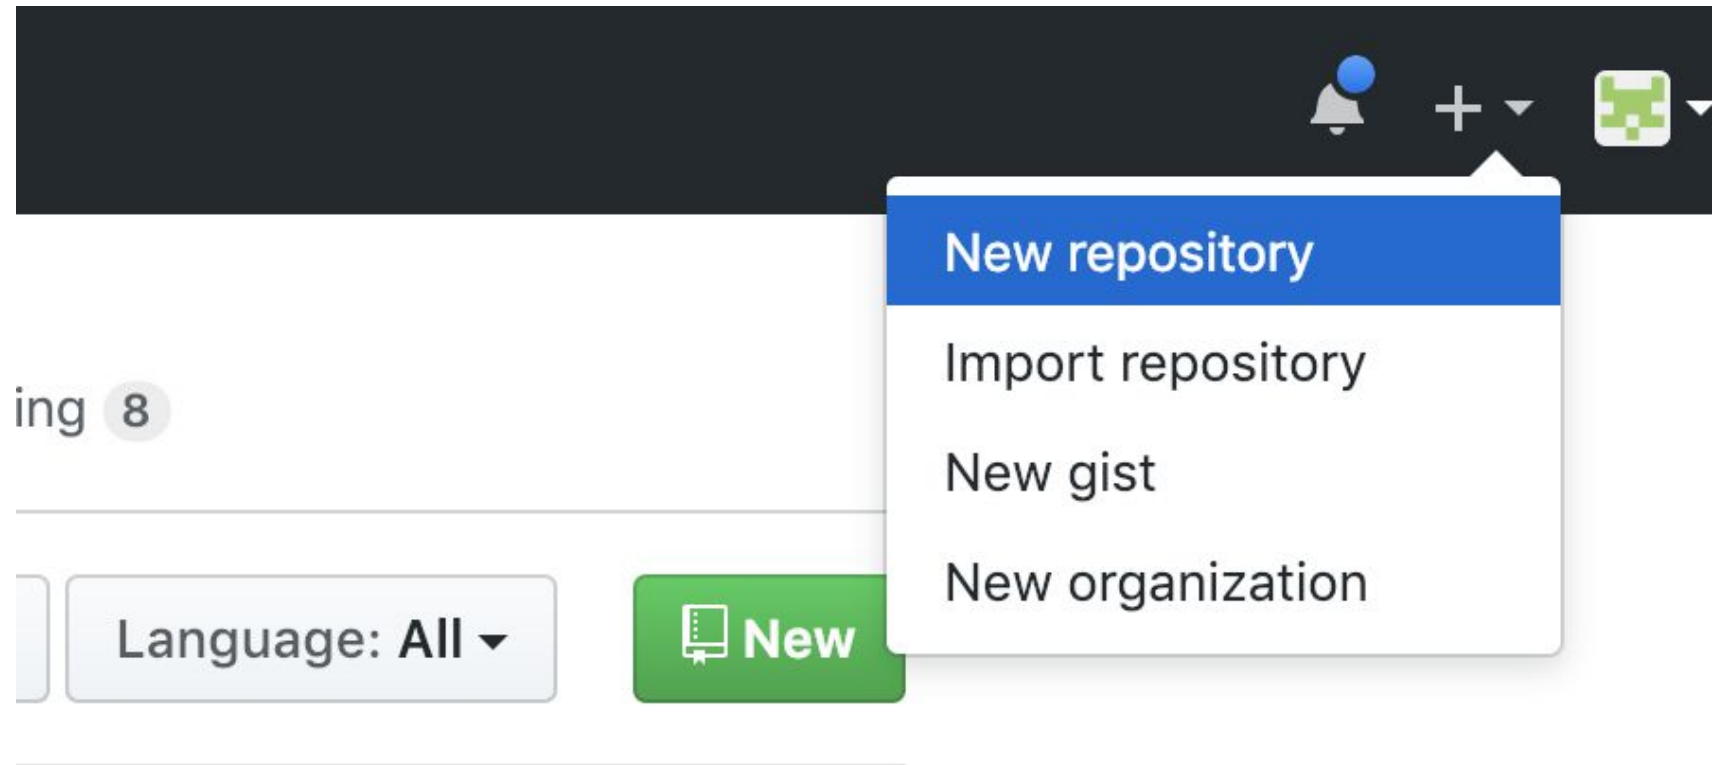 New repository
Import repository
ing 8
New gist
New organization
Language: All
New